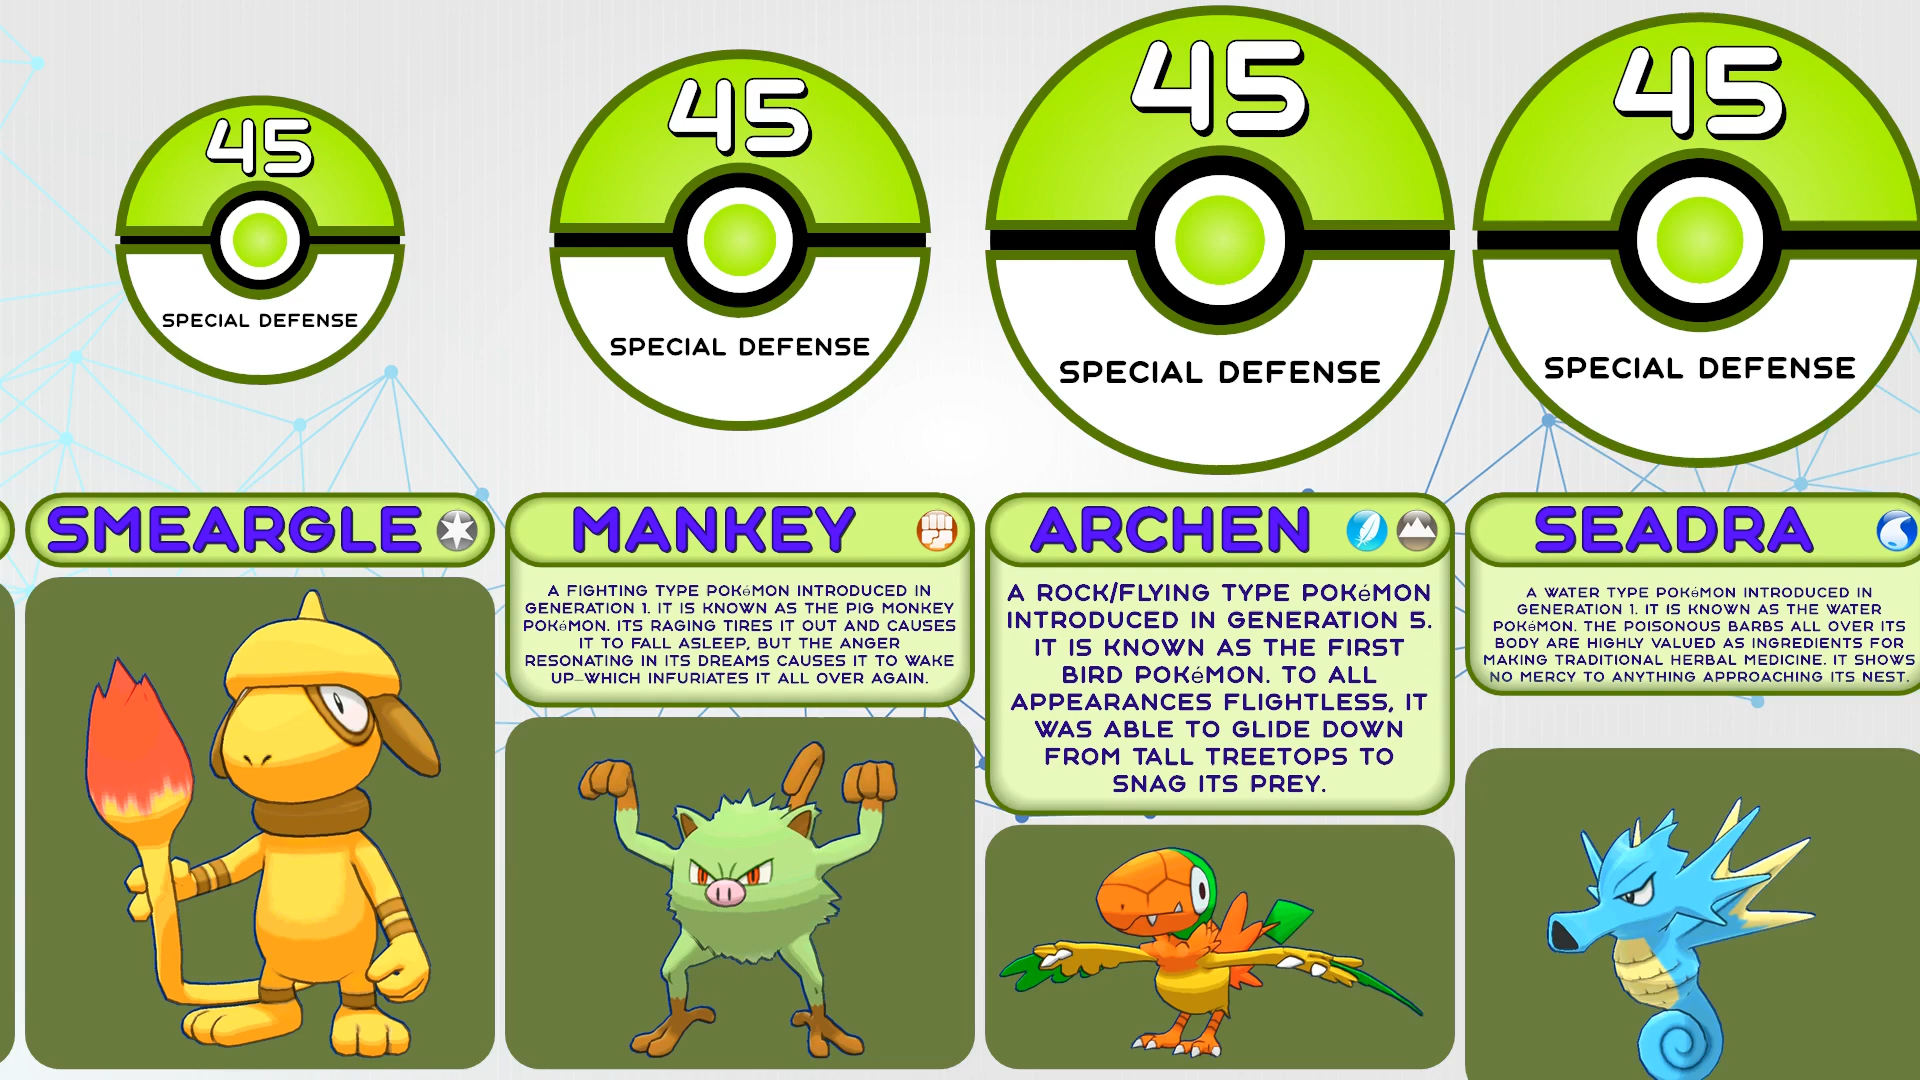 45
SPECIAL DEFENSE
SMEARGLE
45
SPECIAL DEFENSE
MANKEY
A FIGHTING TYPE POKéMON INTRODUCED IN
GENERATION 1. IT IS KNOWN AS THE PIG MONKEY
POKéMON. ITS RAGING TIRES IT OUT AND CAUSES
IT TO FALL ASLEEP, BUT THE ANGER
RESONATING IN ITS DREAMS CAUSES IT TO WAKE
UP—WHICH INFURIATES IT ALL OVER AGAIN.
45
SPECIAL DEFENSE
ARCHEN
A ROCK/FLYING TYPE POKéMON
INTRODUCED IN GENERATION 5.
IT IS KNOWN AS THE FIRST
BIRD POKéMON. TO ALL
APPEARANCES FLIGHTLESS, IT
WAS ABLE TO GLIDE DOWN
FROM TALL TREETOPS TO
SNAG ITS PREY.
45
SPECIAL DEFENSE
SEADRA
A WATER TYPE POKéMON INTRODUCED IN
GENERATION 1. IT IS KNOWN AS THE WATER
POKéMON. THE POISONOUS BARBS ALL OVER ITS
BODY ARE HIGHLY VALUED AS INGREDIENTS FOR
MAKING TRADITIONAL HERBAL MEDICINE. IT SHOWS
NO MERCY TO ANYTHING APPROACHING ITS NEST.